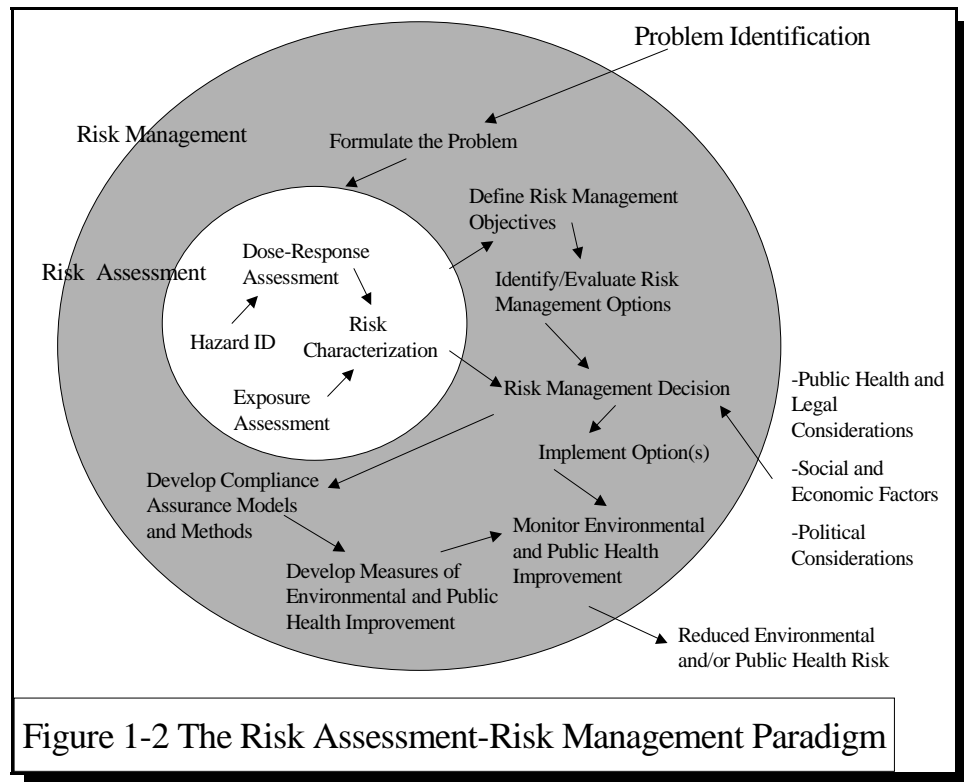 Problem Identification
Risk Management
Formulate the Problem
Define Risk Management
Objectives
Risk Assessment
Dose-Response
Assessment
Identify/Evaluate Risk
Management Options
Hazard ID
Risk
Characterization
Exposure
Assessment
Risk Management Decision
-Public Health and
Legal
Considerations
-Social and
Economic Factors
-Political
Considerations
Implement Option(s)
Develop Compliance
Assurance Models
and Methods
Monitor Environmental
and Public Health
Improvement
Develop Measures of
Environmental and Public
Health Improvement
Reduced Environmental
and/or Public Health Risk
Figure 1-2 The Risk Assessment-Risk Management Paradigm